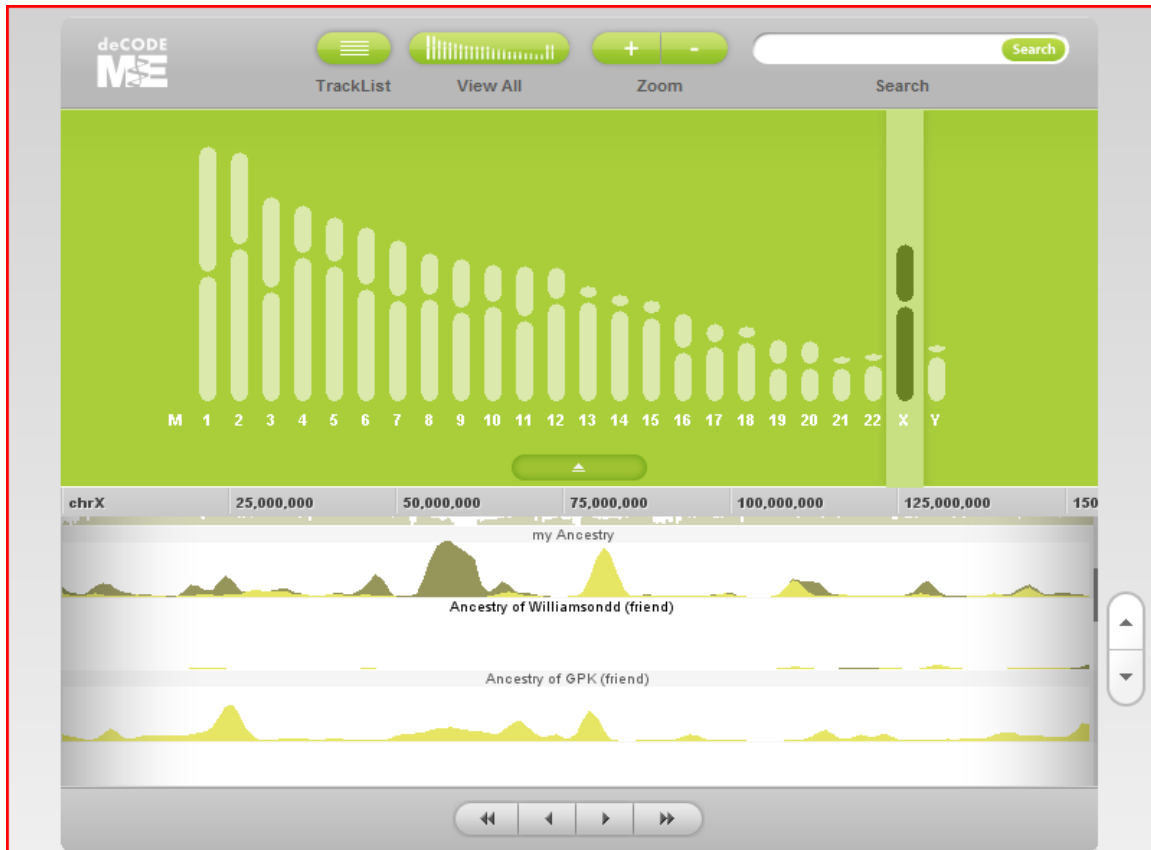 deCODE
ME
+ -
Search
TrackList View All Zoom Search
M 1 2 3 4 5 6 7 8 9 10 11 12 13 14 15 16 17 18 19 20 21 22 X Y
chrX 25,000,000 50,000,000 75,000,000 100,000,000 125,000,000 150
my Ancestry
Ancestry of Williamsondd (friend)
Ancestry of GPK (friend)